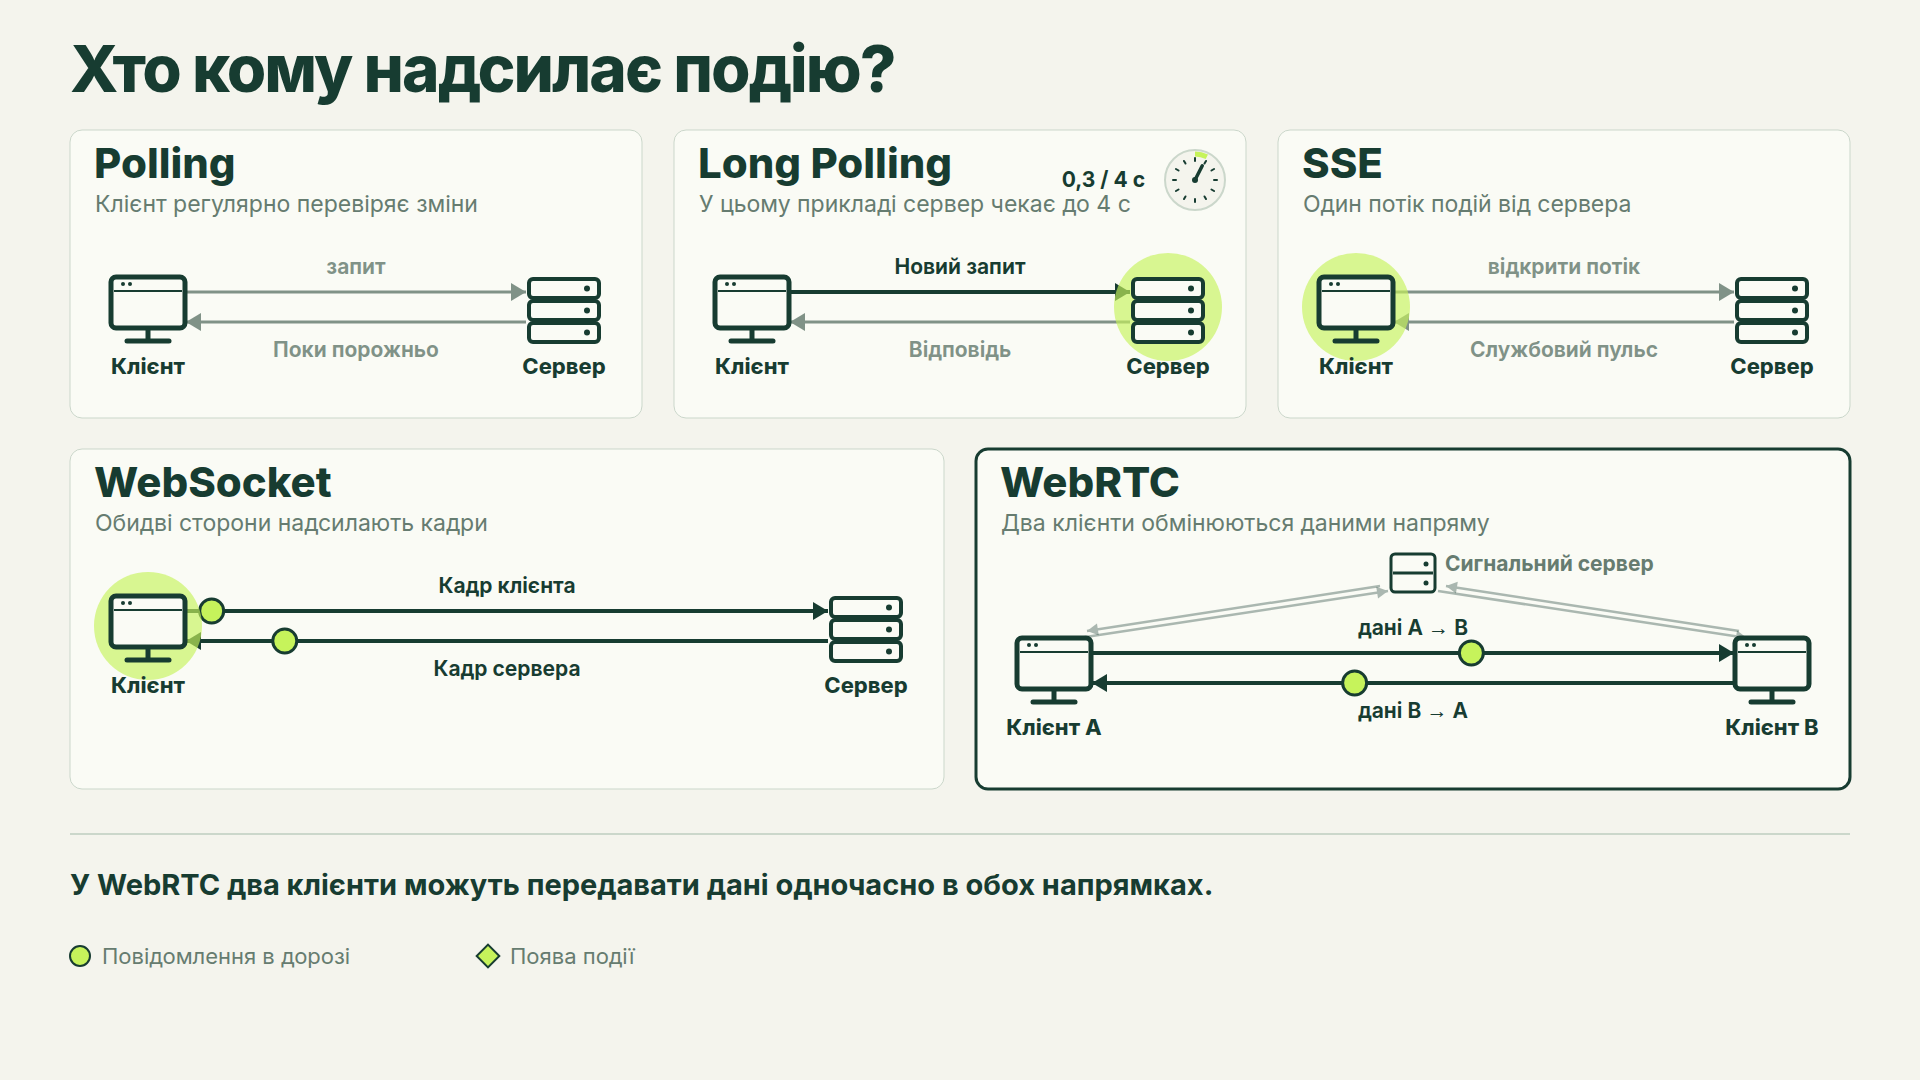 Хто кому надсилає подію?
Polling
Клієнт регулярно перевіряє зміни
запит
Поки порожньо
Клієнт
Сервер
Long Polling
0,3 / 4 с
У цьому прикладі сервер чекає до 4 с
Новий запит
Відповідь
Клієнт
Сервер
SSE
Один потік подій від сервера
відкрити потік
Службовий пульс
Клієнт
Сервер
WebSocket
Обидві сторони надсилають кадри
Кадр клієнта
Кадр сервера
Клієнт
Сервер
WebRTC
Два клієнти обмінюються даними напряму
Сигнальний сервер
дані A → B
дані B → A
Клієнт A
Клієнт B
У WebRTC два клієнти можуть передавати дані одночасно в обох напрямках.
Повідомлення в дорозі
Поява події